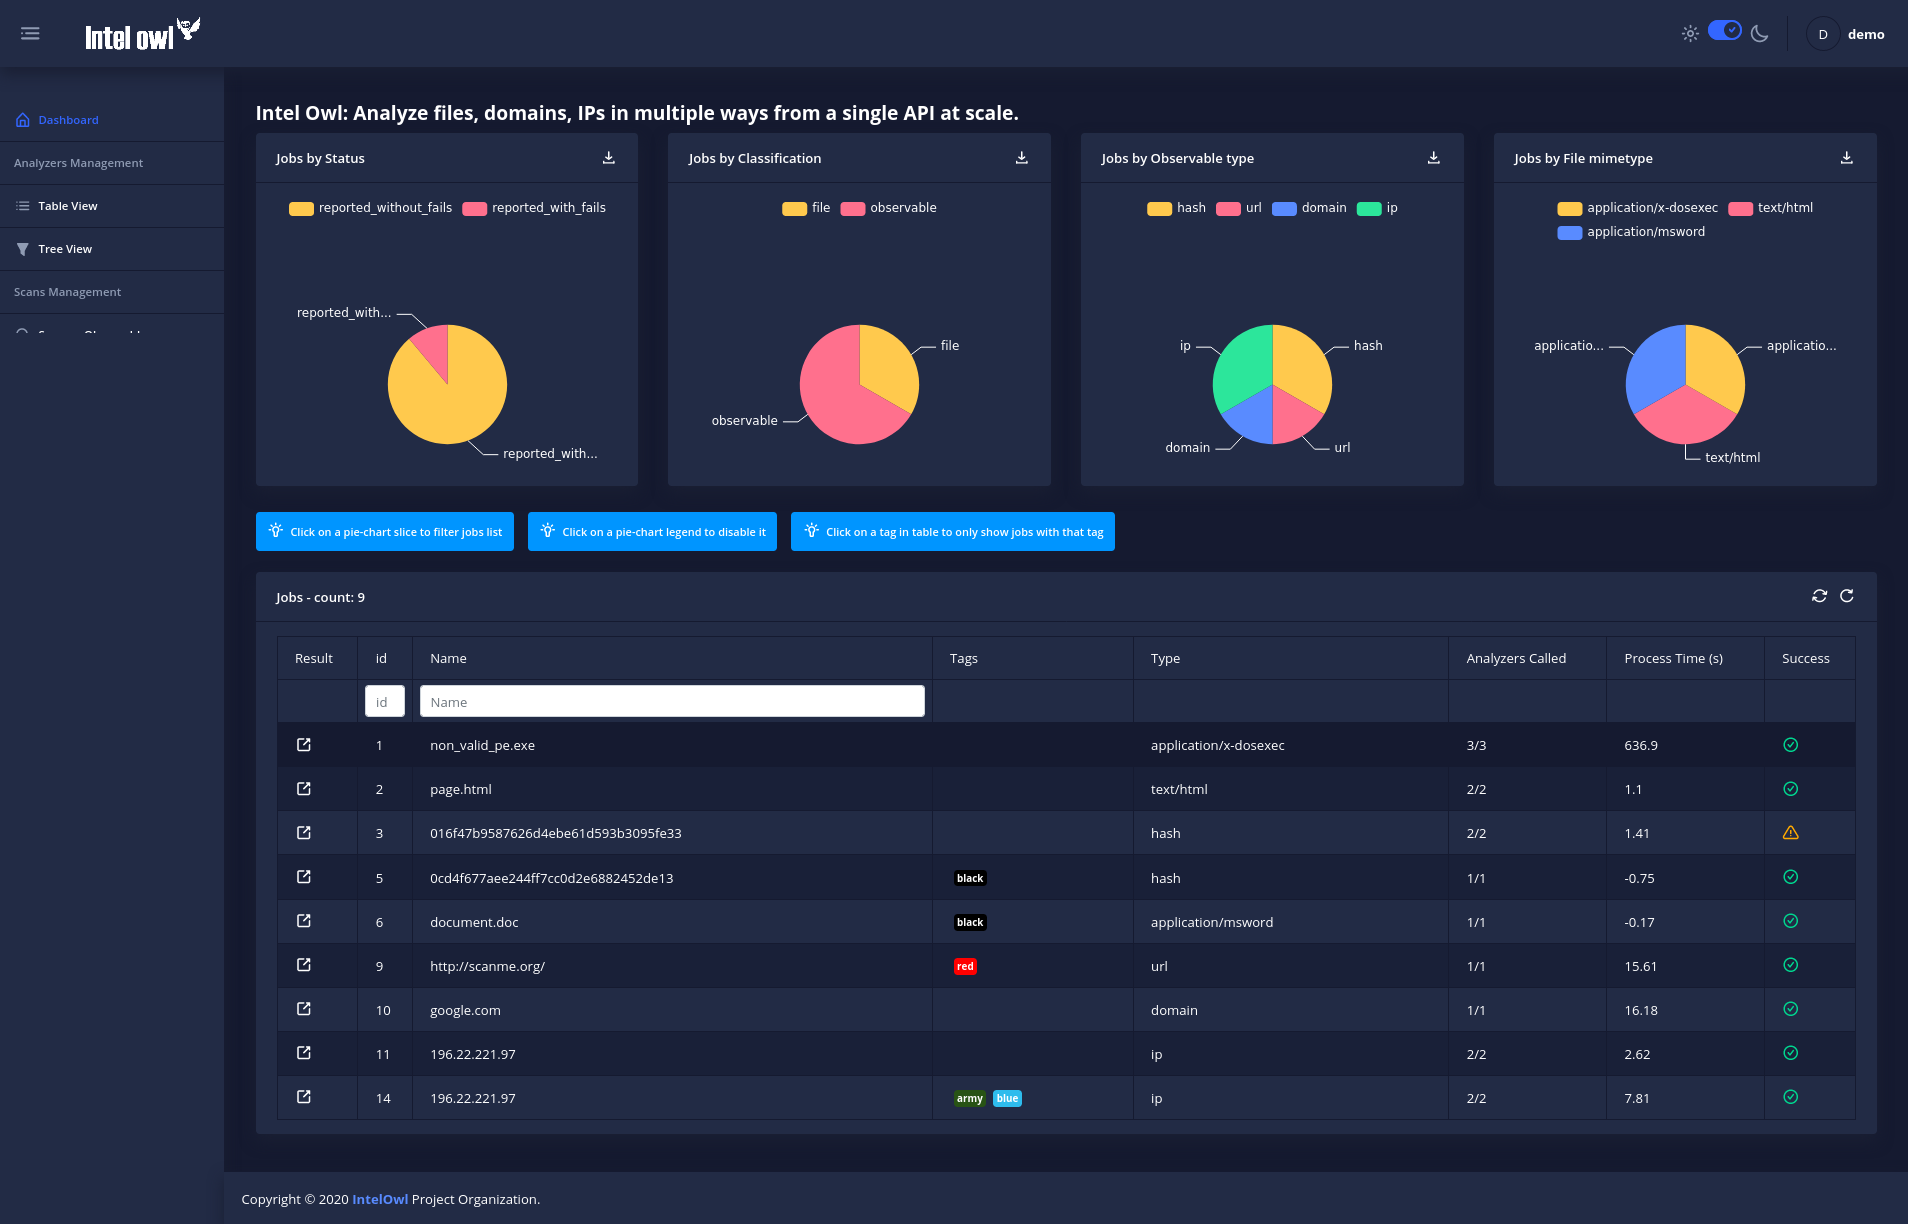 Intel owl
D demo
Dashboard
Analyzers Management
Table View
Tree View
Scans Management
Intel Owl: Analyze files, domains, IPs in multiple ways from a single API at scale.
Jobs by Status
reported_without_fails reported_with_fails
reported_with...
reported_with...
Jobs by Classification
file observable
file
observable
Jobs by Observable type
hash url domain ip
ip
hash
domain
url
Jobs by File mimetype
application/x-dosexec text/html
application/msword
applicatio...
applicatio...
text/html
Click on a pie-chart slice to filter jobs list
Click on a pie-chart legend to disable it
Click on a tag in table to only show jobs with that tag
Jobs - count: 9
Result id Name Tags Type Analyzers Called Process Time (s) Success
id Name
1 non_valid_pe.exe application/x-dosexec 3/3 636.9
2 page.html text/html 2/2 1.1
3 016f47b9587626d4ebe61d593b3095fe33 hash 2/2 1.41
5 0cd4f677aee244ff7cc0d2e6882452de13 black hash 1/1 -0.75
6 document.doc black application/msword 1/1 -0.17
9 http://scanme.org/ red url 1/1 15.61
10 google.com domain 1/1 16.18
11 196.22.221.97 ip 2/2 2.62
14 196.22.221.97 army blue ip 2/2 7.81
Copyright © 2020 IntelOwl Project Organization.